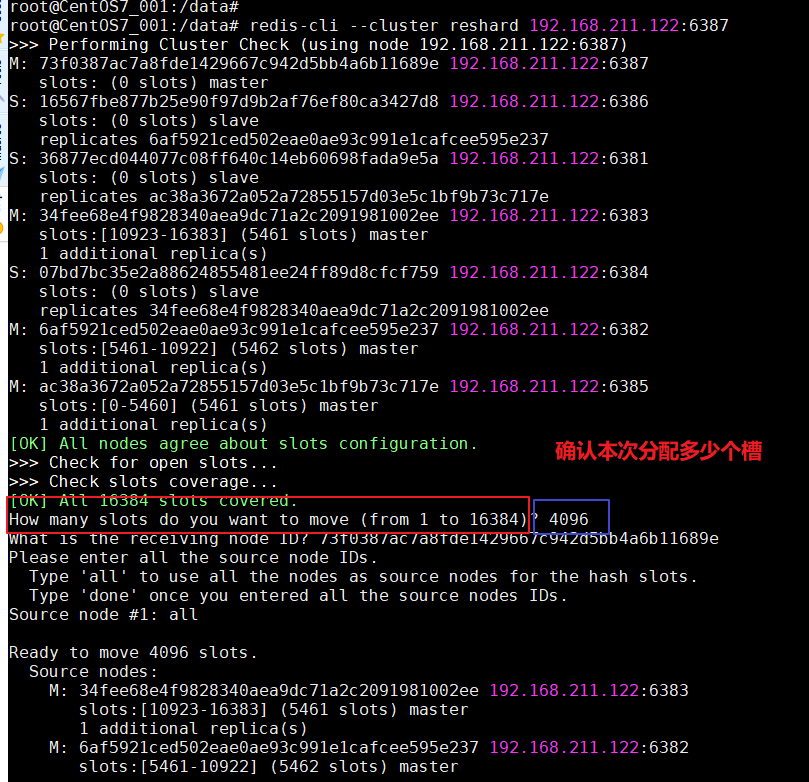 root@CentOS7_001:/data#
root@CentOS7_001:/data# redis-cli --cluster reshard 192.168.211.122:6387
>>> Performing Cluster Check (using node 192.168.211.122:6387)
M: 73f0387ac7a8fde1429667c942d5bb4a6b11689e 192.168.211.122:6387
   slots: (0 slots) master
S: 16567fbe877b25e90f97d9b2af76ef80ca3427d8 192.168.211.122:6386
   slots: (0 slots) slave
   replicates 6af5921ced502eae0ae93c991e1cafcee595e237
S: 36877ecd044077c08ff640c14eb60698fada9e5a 192.168.211.122:6381
   slots: (0 slots) slave
   replicates ac38a3672a052a72855157d03e5c1bf9b73c717e
M: 34fee68e4f9828340aea9dc71a2c2091981002ee 192.168.211.122:6383
   slots:[10923-16383] (5461 slots) master
   1 additional replica(s)
S: 07bd7bc35e2a88624855481ee24ff89d8cfcf759 192.168.211.122:6384
   slots: (0 slots) slave
   replicates 34fee68e4f9828340aea9dc71a2c2091981002ee
M: 6af5921ced502eae0ae93c991e1cafcee595e237 192.168.211.122:6382
   slots:[5461-10922] (5462 slots) master
   1 additional replica(s)
M: ac38a3672a052a72855157d03e5c1bf9b73c717e 192.168.211.122:6385
   slots:[0-5460] (5461 slots) master
   1 additional replica(s)
[OK] All nodes agree about slots configuration.
确认本次分配多少个槽
>>> Check for open slots...
>>> Check slots coverage...
[OK] All 16384 slots covered.
How many slots do you want to move (from 1 to 16384)? 4096
What is the receiving node ID? 73f0387ac7a8fde1429667c942d5bb4a6b11689e
Please enter all the source node IDs.
  Type 'all' to use all the nodes as source nodes for the hash slots.
  Type 'done' once you entered all the source nodes IDs.
Source node #1: all
Ready to move 4096 slots.
  Source nodes:
    M: 34fee68e4f9828340aea9dc71a2c2091981002ee 192.168.211.122:6383
       slots:[10923-16383] (5461 slots) master
       1 additional replica(s)
    M: 6af5921ced502eae0ae93c991e1cafcee595e237 192.168.211.122:6382
       slots:[5461-10922] (5462 slots) master